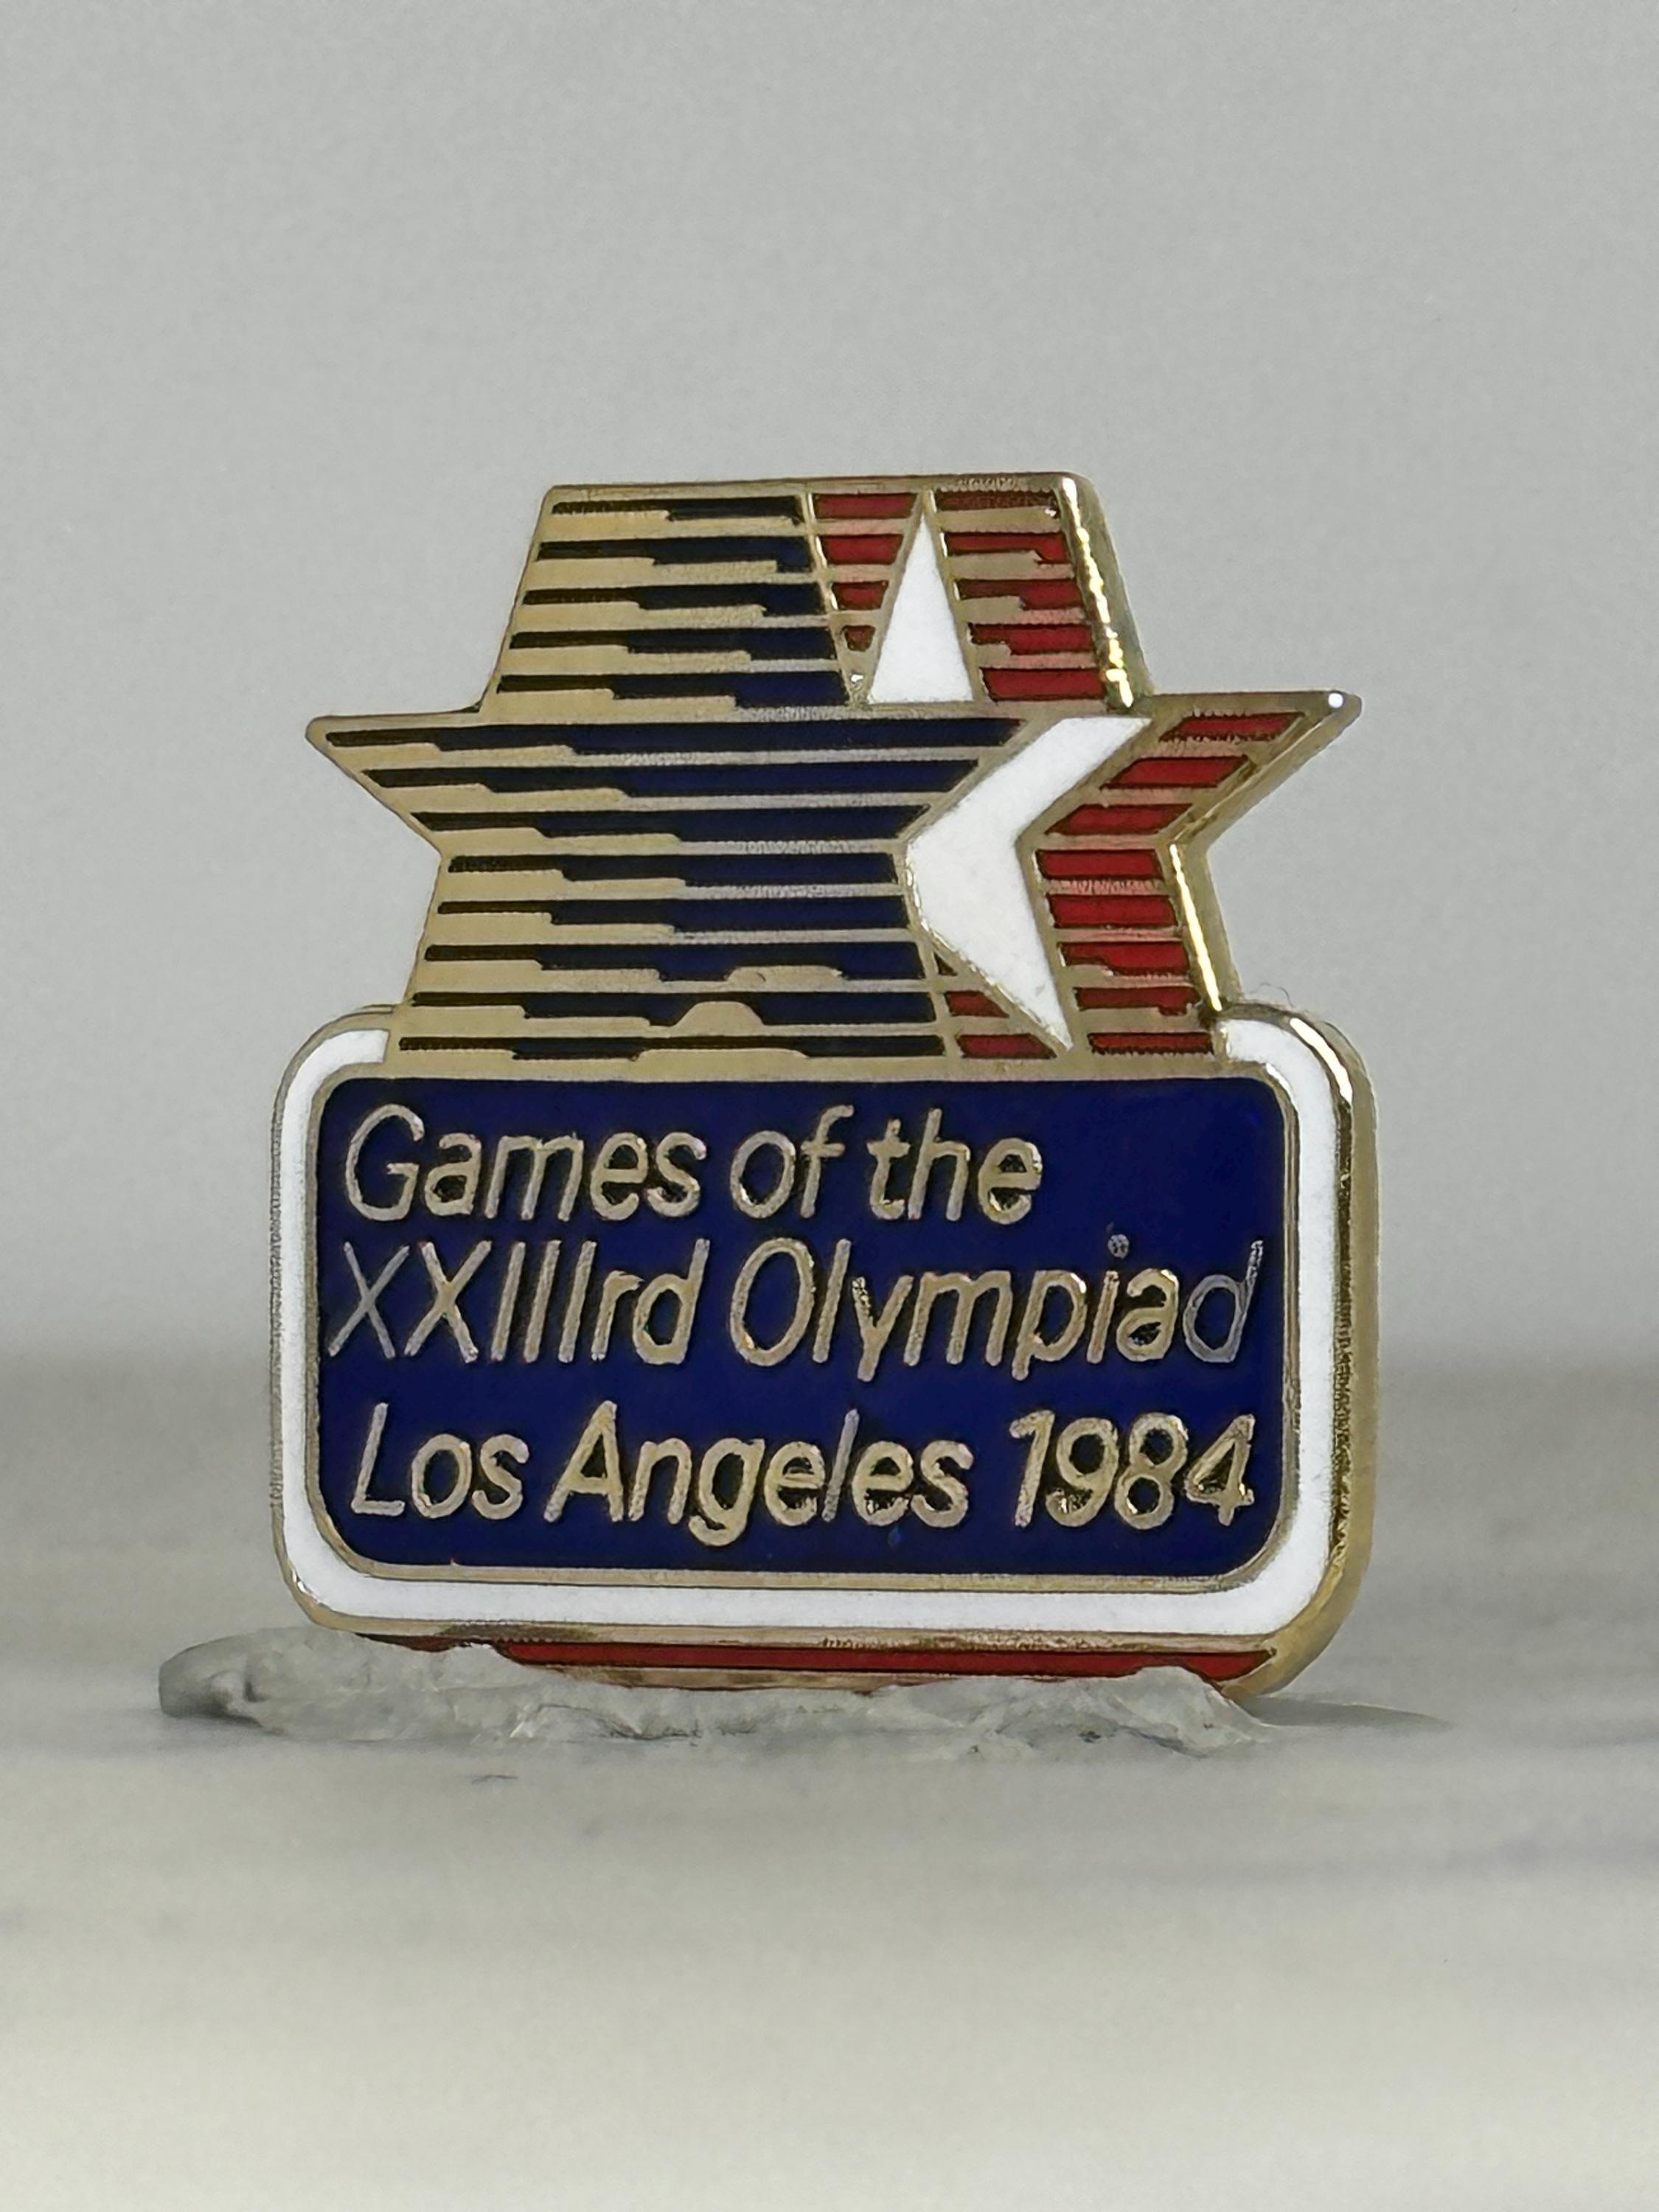 Games of the
XXIIIrd Olympiad
Los Angeles 1984